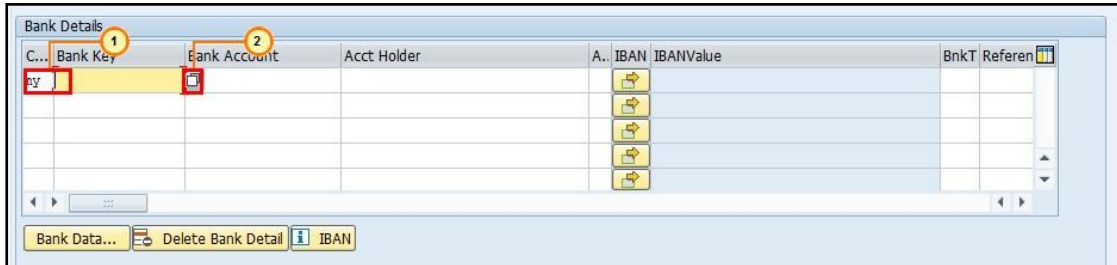 Bank Details
1 2
C... Bank Key Bank Account Acct Holder A.. IBAN IBANValue BnkT Referen
my
Bank Data... Delete Bank Detail i IBAN